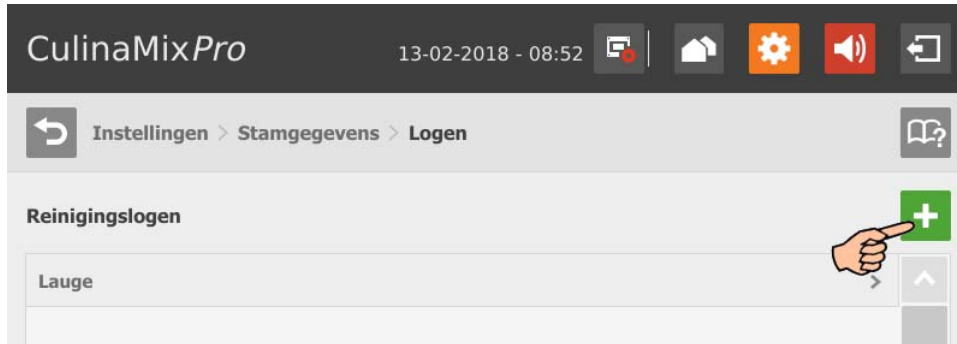 CulinaMixPro 13-02-2018 - 08:52
Instellingen > Stamgegevens > Logen
Reinigingslogen
Lauge